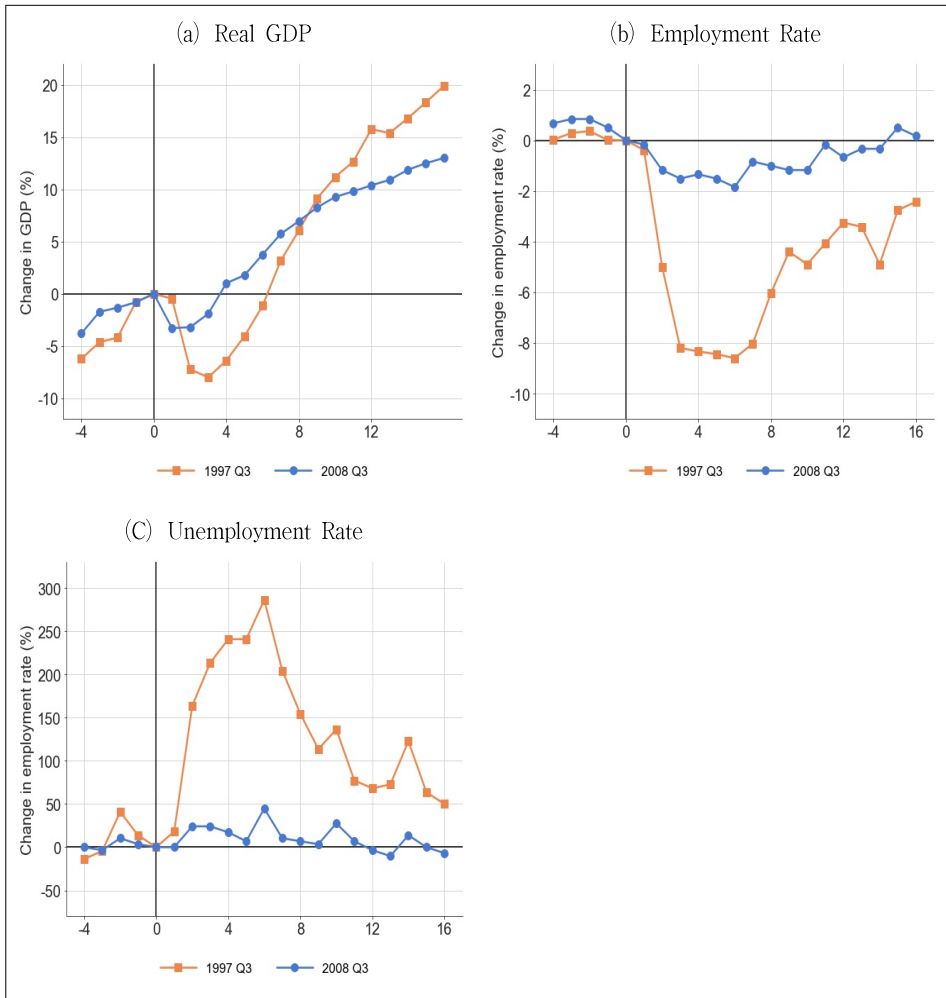 (a) Real GDP
Change in GDP (%)
20
15
10
5
0
-5
-10
-4 0 4 8 12
1997 Q3 2008 Q3
(b) Employment Rate
Change in employment rate (%)
2
0
-2
-4
-6
-8
-10
-4 0 4 8 12 16
1997 Q3 2008 Q3
(C) Unemployment Rate
Change in employment rate (%)
300
250
200
150
100
50
0
-50
-4 0 4 8 12 16
1997 Q3 2008 Q3